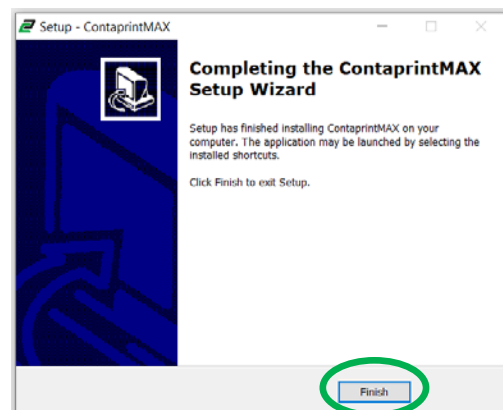 Setup - ContaprintMAX
Completing the ContaprintMAX
Setup Wizard
Setup has finished installing ContaprintMAX on your
computer. The application may be launched by selecting the
installed shortcuts.
Click Finish to exit Setup.
Finish